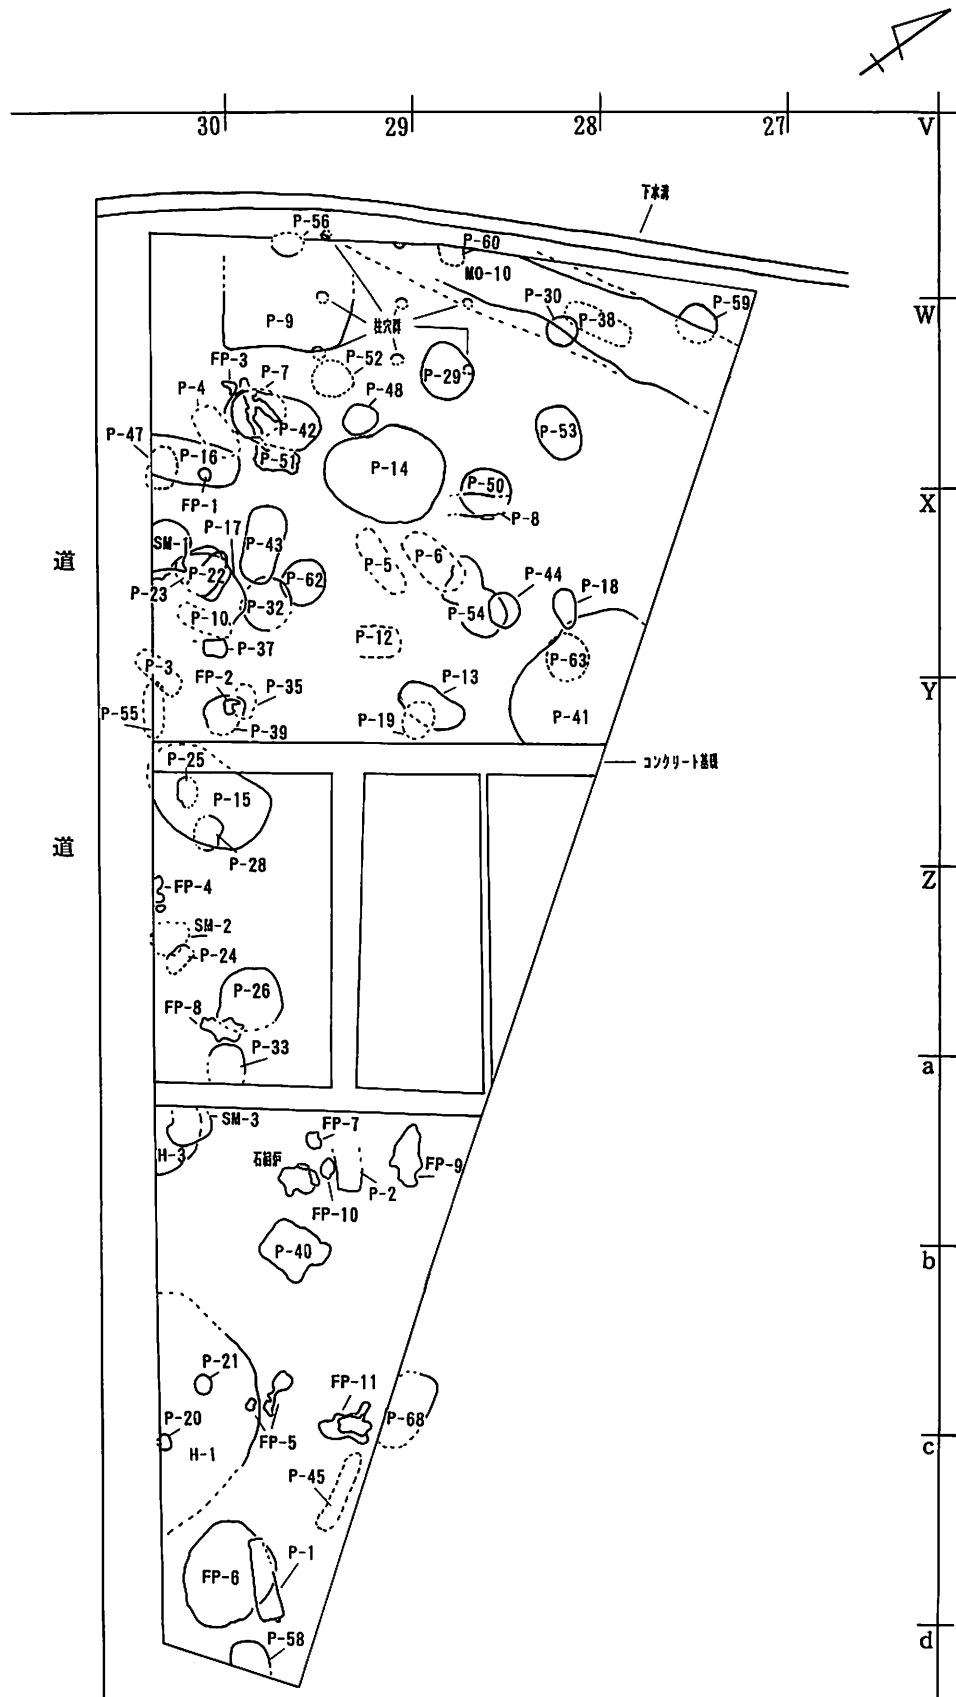 30
29
28
27
V
下水溝
P-56
P-60
MO-10
P-30
P-38
P-59
W
P-9
柱穴群
P-52
P-29
FP-3
P-7
P-4
P-48
P-42
P-53
P-47
P-16
P-51
P-14
P-50
FP-1
P-8
X
道
SM-1
P-17
P-43
P-5
P-6
P-44
P-18
P-22
P-62
P-23
P-32
P-54
P-10
P-12
P-37
P-63
P-3
FP-2
P-35
P-13
Y
P-55
P-39
P-19
P-41
コンクリート基礎
P-25
P-15
道
P-28
Z
FP-4
SM-2
P-24
P-26
FP-8
P-33
a
SM-3
FP-7
H-3
石組炉
FP-9
P-2
FP-10
P-40
b
P-21
FP-11
P-68
P-20
FP-5
H-1
c
P-45
P-1
FP-6
P-58
d